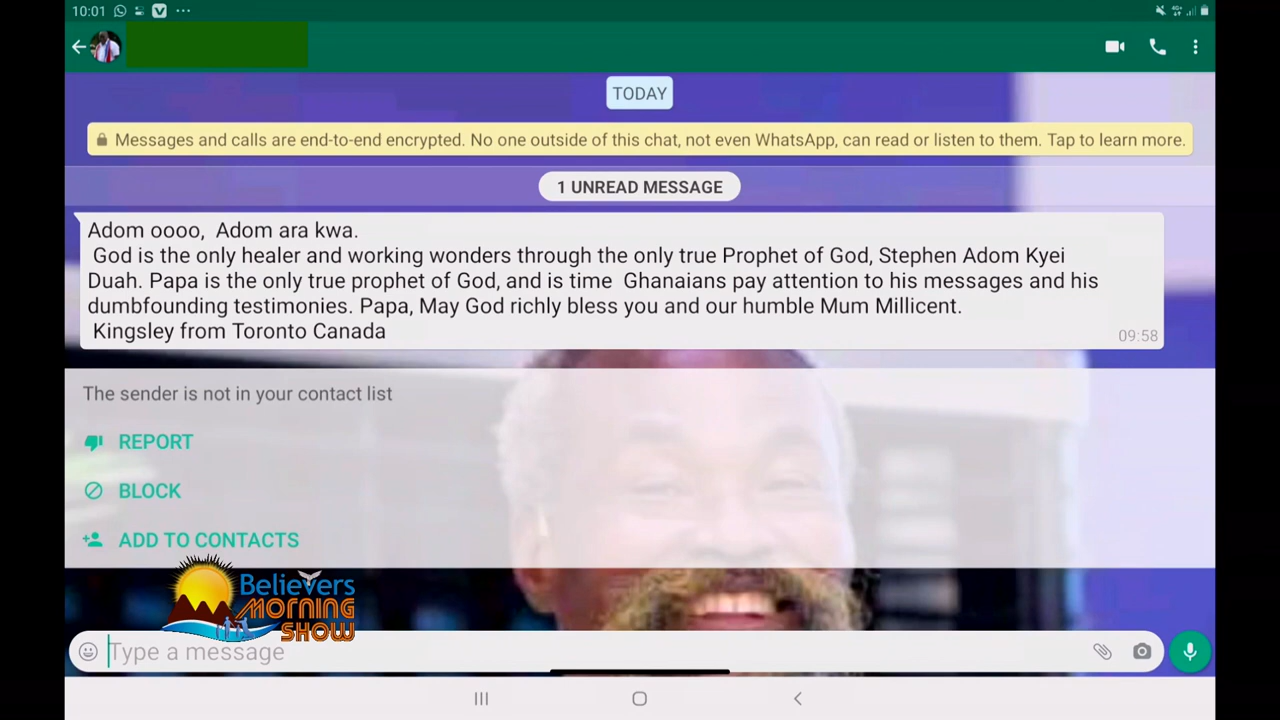 10:01
4G+
TODAY
Messages and calls are end-to-end encrypted. No one outside of this chat, not even WhatsApp, can read or listen to them. Tap to learn more.
1 UNREAD MESSAGE
Adom oooo,  Adom ara kwa.
God is the only healer and working wonders through the only true Prophet of God, Stephen Adom Kyei
Duah. Papa is the only true prophet of God, and is time  Ghanaians pay attention to his messages and his
dumbfounding testimonies. Papa, May God richly bless you and our humble Mum Millicent.
Kingsley from Toronto Canada
09:58
The sender is not in your contact list
REPORT
BLOCK
ADD TO CONTACTS
Believers
MORNING
SHOW
Type a message